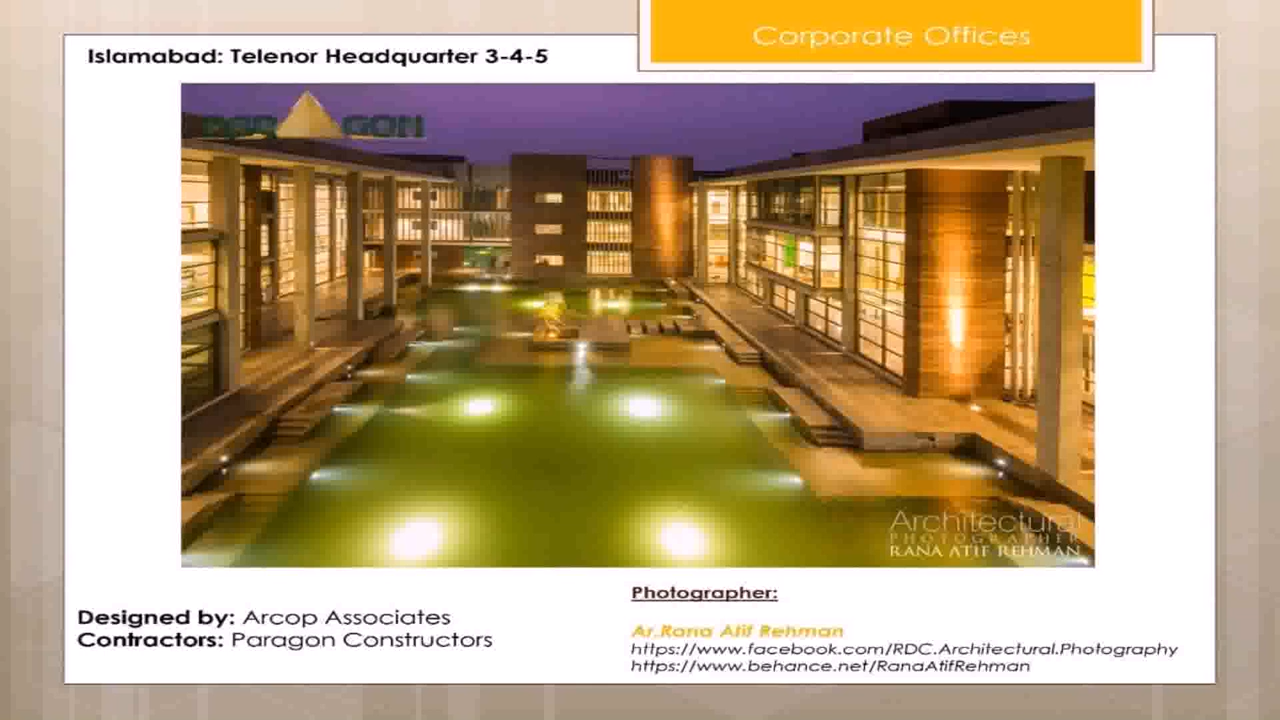 Corporate Offices
Islamabad: Telenor Headquarter 3-4-5
PARAGON
Architectural
PHOTOGRAPHER
RANA ATIF REHMAN
Designed by: Arcop Associates
Contractors: Paragon Constructors
Photographer:
Ar.Rana Atif Rehman
https://www.facebook.com/RDC.Architectural.Photography
https://www.behance.net/RanaAtifRehman